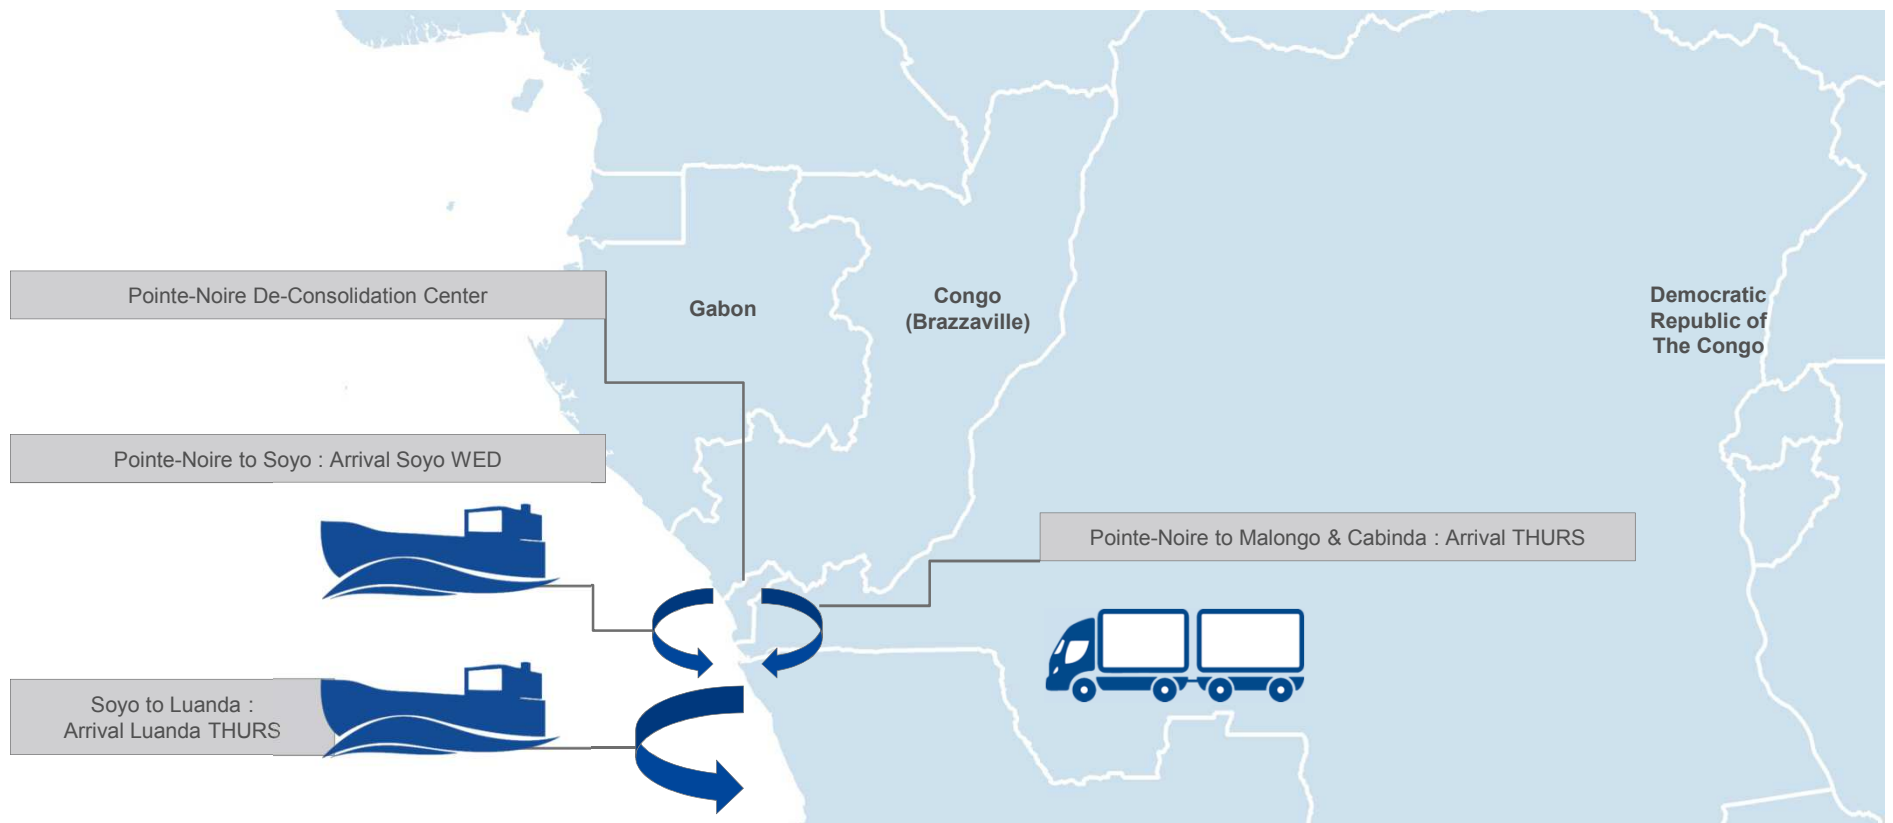 Pointe-Noire De-Consolidation Center
Gabon
Congo
(Brazzaville)
Democratic
Republic of
The Congo
Pointe-Noire to Soyo : Arrival Soyo WED
Pointe-Noire to Malongo & Cabinda : Arrival THURS
Soyo to Luanda :
Arrival Luanda THURS